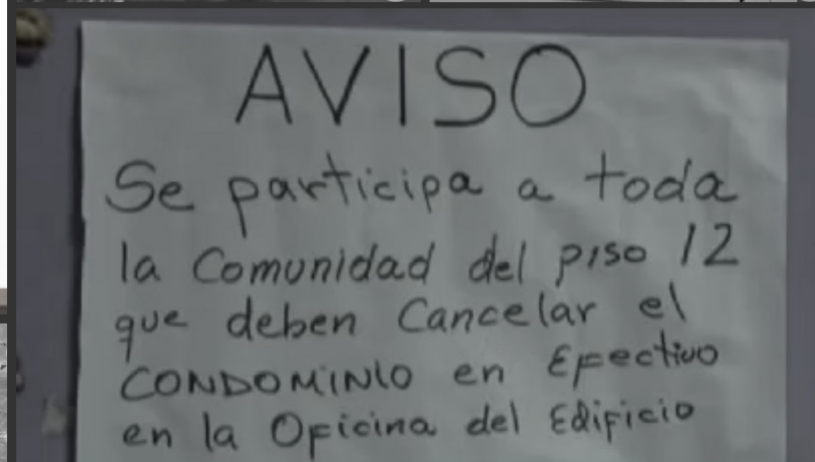 AVISO
Se participa a toda
la Comunidad del piso 12
que deben Cancelar el
CONDOMINIO en Efectivo
en la Oficina del Edificio